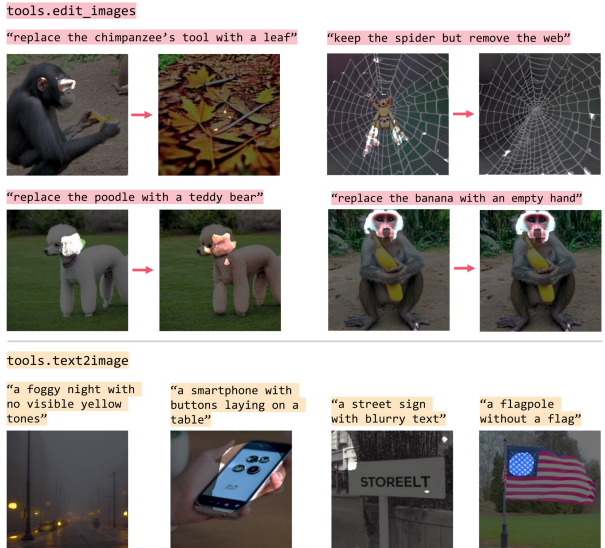 tools.edit_images
“replace the chimpanzee’s tool with a leaf”
“keep the spider but remove the web”
“replace the poodle with a teddy bear”
“replace the banana with an empty hand”
tools.text2image
“a foggy night with
no visible yellow
tones”
“a smartphone with
buttons laying on a
table”
“a street sign
with blurry text”
“a flagpole
without a flag”
STOREELT